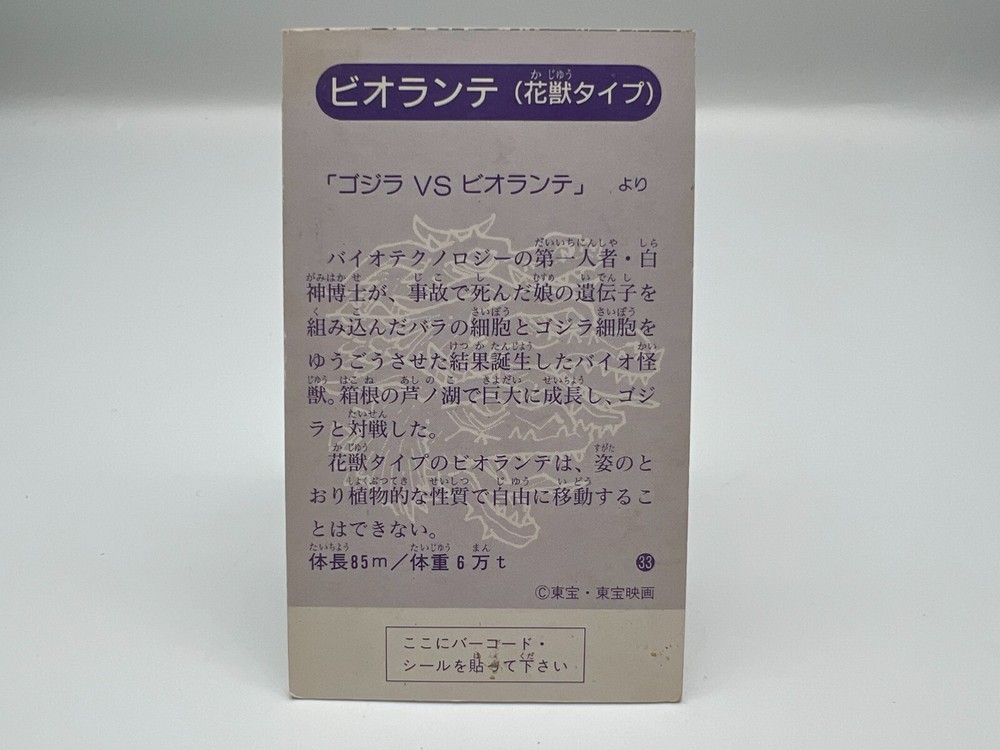 ビオランテ（花獣タイプ）
「ゴジラ VS ビオランテ」 より
バイオテクノロジーの第一人者・白
神博士が、事故で死んだ娘の遺伝子を
組み込んだバラの細胞とゴジラ細胞を
ゆうごうさせた結果誕生したバイオ怪
獣。箱根の芦ノ湖で巨大に成長し、ゴジ
ラと対戦した。
花獣タイプのビオランテは、姿のと
おり植物的な性質で自由に移動するこ
とはできない。
体長85m／体重6万t
33
©東宝・東宝映画
ここにバーコード・
シールを貼って下さい